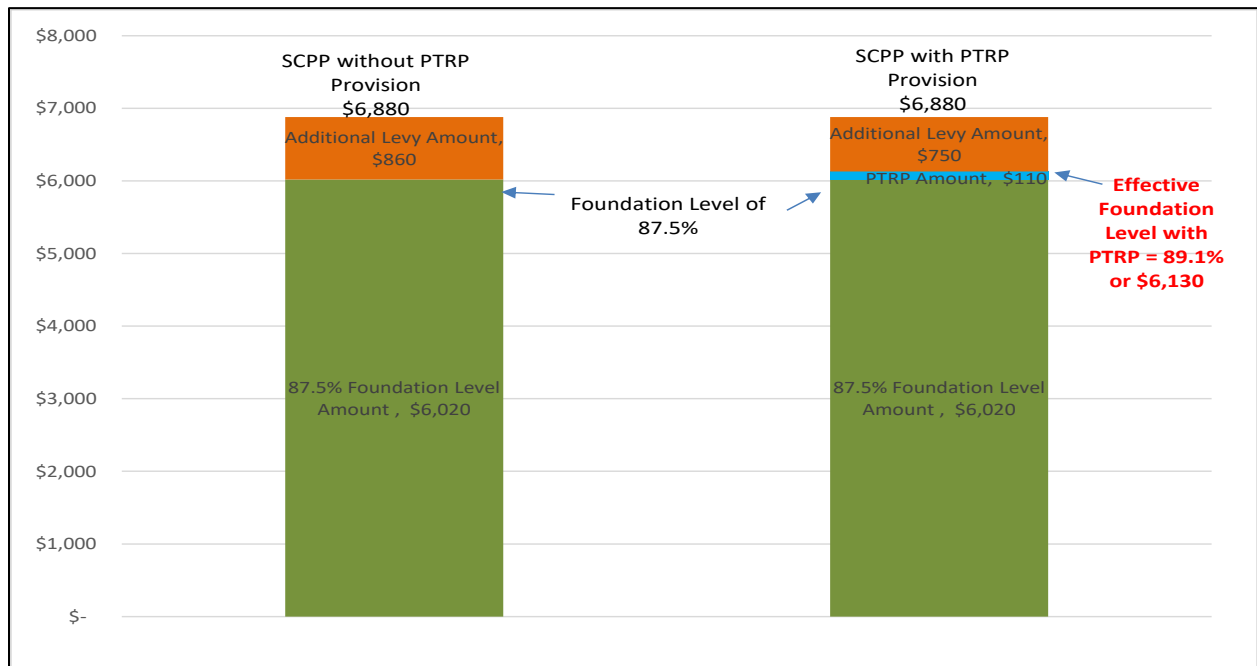 $8,000
$7,000
$6,000
$5,000
$4,000
$3,000
$2,000
$1,000
$-
SCPP without PTRP
Provision
$6,880
Additional Levy Amount,
$860
87.5% Foundation Level
Amount , $6,020
Foundation Level of
87.5%
SCPP with PTRP
Provision
$6,880
Additional Levy Amount,
$750
PTRP Amount, $110
87.5% Foundation Level
Amount , $6,020
Effective
Foundation
Level with
PTRP = 89.1%
or $6,130